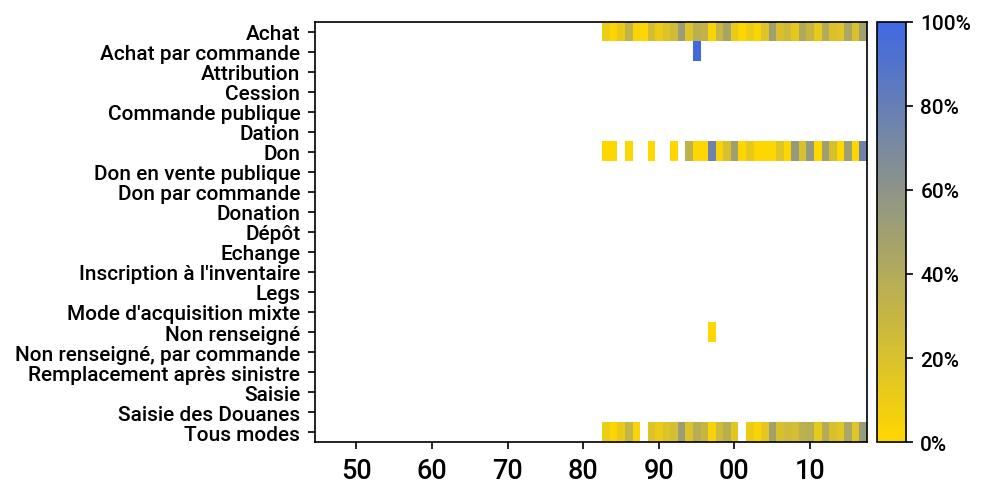 Achat
Achat par commande
Attribution
Cession
Commande publique
Dation
Don
Don en vente publique
Don par commande
Donation
Dépôt
Echange
Inscription à l'inventaire
Legs
Mode d'acquisition mixte
Non renseigné
Non renseigné, par commande
Remplacement après sinistre
Saisie
Saisie des Douanes
Tous modes
50 60 70 80 90 00 10
100%
80%
60%
40%
20%
0%